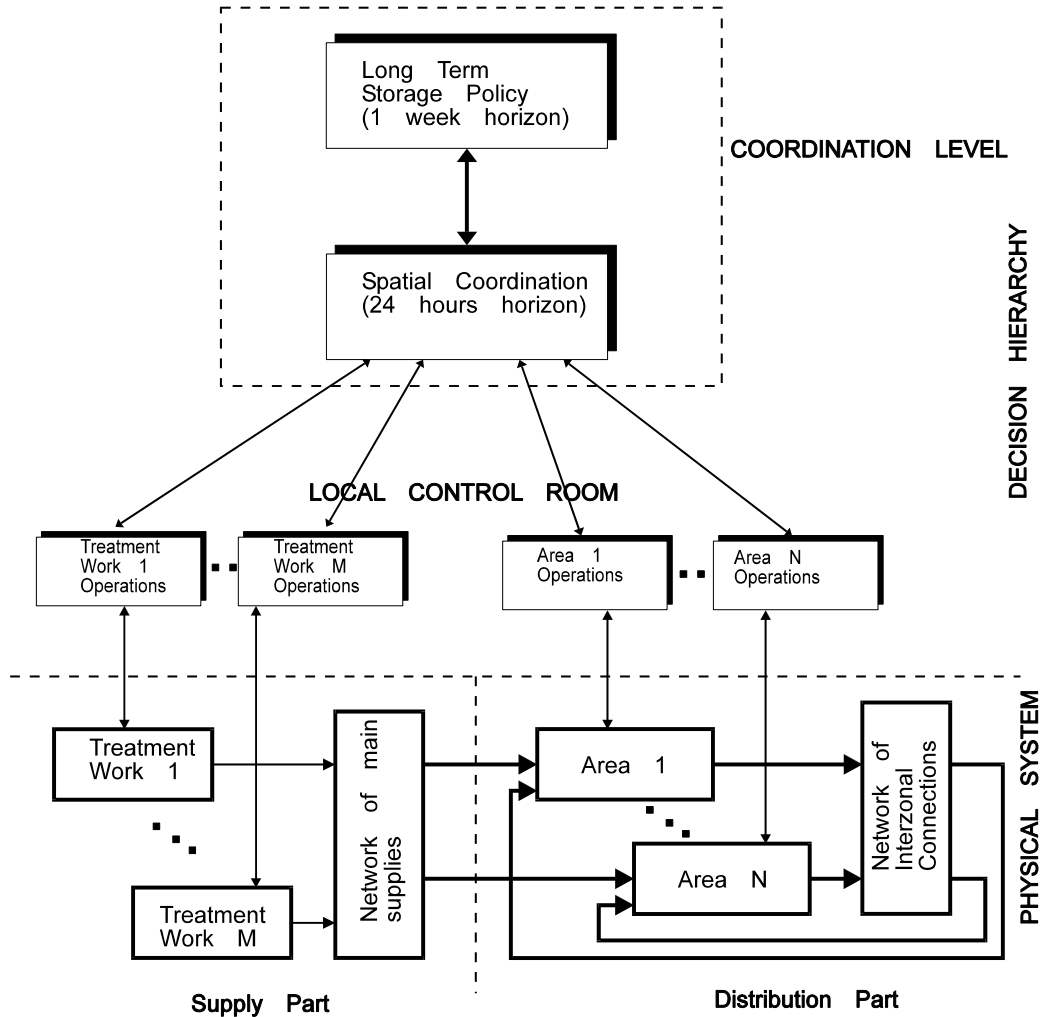 Long Term
Storage Policy
(1 week horizon)
COORDINATION LEVEL
Spatial Coordination
(24 hours horizon)
DECISION HIERARCHY
LOCAL CONTROL ROOM
Treatment
Work 1
Operations
Treatment
Work M
Operations
Area 1
Operations
Area N
Operations
Treatment
Work 1
Treatment
Work M
Network of main
supplies
Area 1
Area N
Network of
Interzonal
Connections
PHYSICAL SYSTEM
Supply Part
Distribution Part